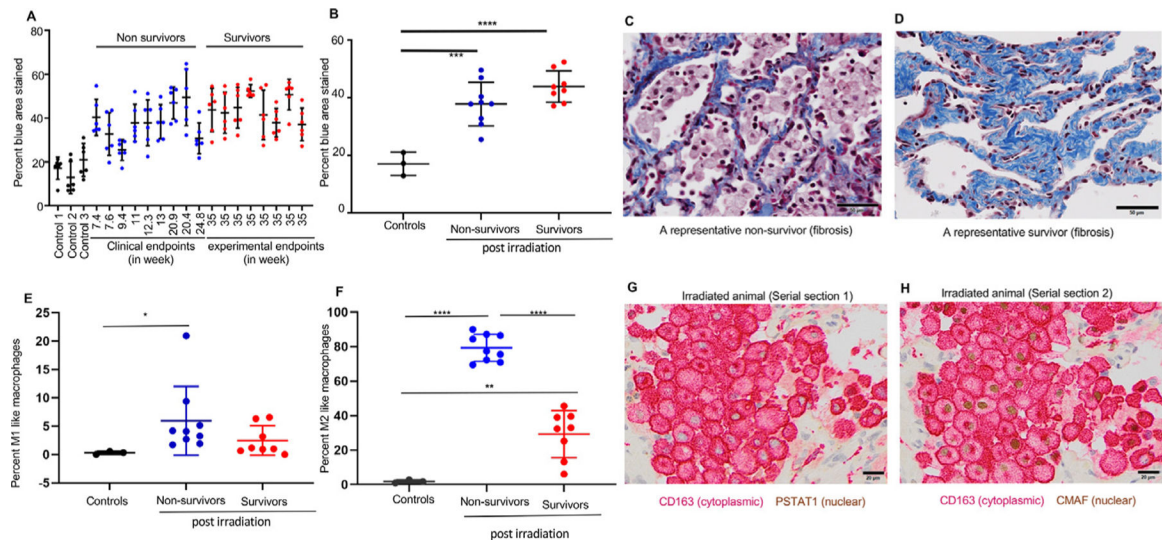 A
Non survivors
Survivors
Percent blue area stained
80
60
40
20
0
Control 1
Control 2
Control 3
7.4
7.6
9.4
11
12.3
13
20.9
20.4
24.8
35
35
35
35
35
35
35
35
Clinical endpoints
(in week)
experimental endpoints
(in week)
B
****
***
Percent blue area stained
60
40
20
0
Controls
Non-survivors
Survivors
post irradiation
C
A representative non-survivor (fibrosis)
D
50 µm
A representative survivor (fibrosis)
E
*
Percent M1 like macrophages
25
20
15
10
5
0
-5
Controls
Non-survivors
Survivors
post irradiation
F
****
****
**
Percent M2 like macrophages
100
80
60
40
20
0
Controls
Non-survivors
Survivors
post irradiation
G
Irradiated animal (Serial section 1)
20 µm
CD163 (cytoplasmic) PSTAT1 (nuclear)
H
Irradiated animal (Serial section 2)
20 µm
CD163 (cytoplasmic) CMAF (nuclear)